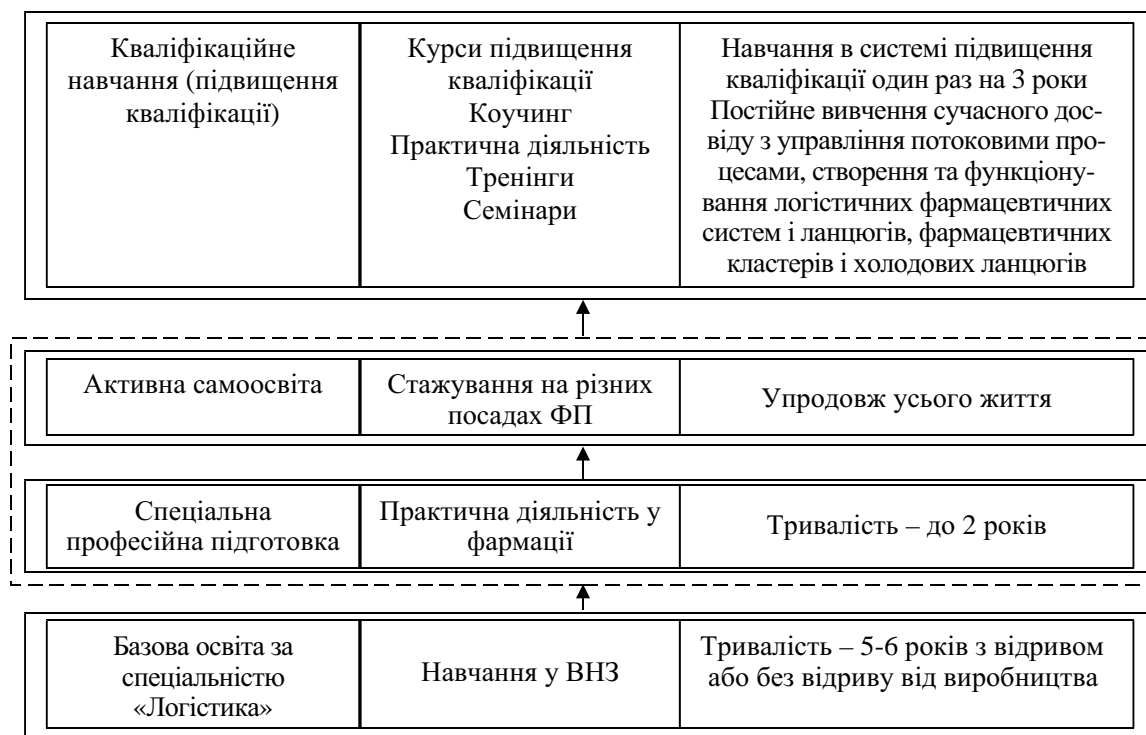 Кваліфікаційне
навчання (підвищення
кваліфікації)
Курси підвищення
кваліфікації
Коучинг
Практична діяльність
Тренінги
Семінари
Навчання в системі підвищення
кваліфікації один раз на 3 роки
Постійне вивчення сучасного дос-
віду з управління потоковими про-
цесами, створення та функціону-
вання логістичних фармацевтичних
систем і ланцюгів, фармацевтичних
кластерів і холодових ланцюгів
Активна самоосвіта
Стажування на різних
посадах ФП
Упродовж усього життя
Спеціальна
професійна підготовка
Практична діяльність у
фармації
Тривалість – до 2 років
Базова освіта за
спеціальністю
«Логістика»
Навчання у ВНЗ
Тривалість – 5-6 років з відривом
або без відриву від виробництва